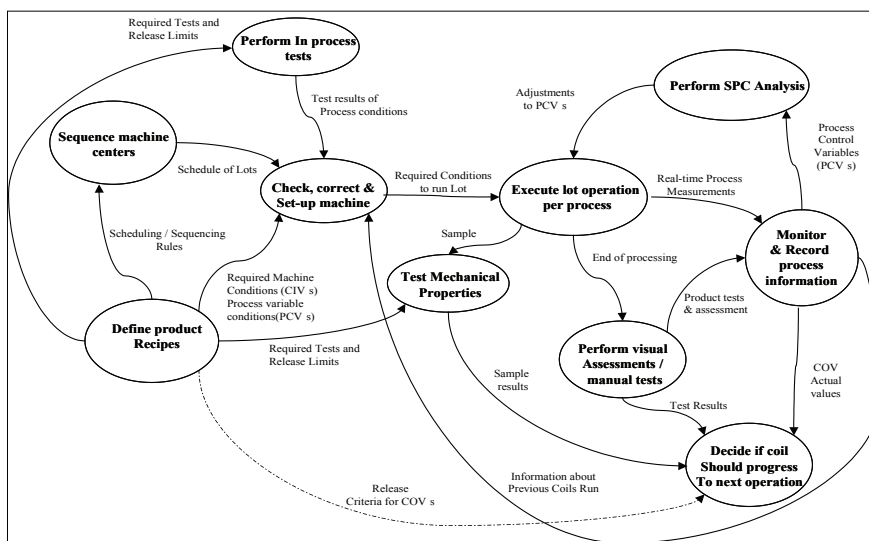 Required Tests and
Release Limits
Perform In process
tests
Perform SPC Analysis
Adjustments
to PCV s
Test results of
Process conditions
Sequence machine
centers
Schedule of Lots
Process
Control
Variables
(PCV s)
Check, correct &
Set-up machine
Required Conditions
to run Lot
Execute lot operation
per process
Real-time Process
Measurements
Scheduling / Sequencing
Rules
Sample
Monitor
& Record
process
information
End of processing
Test Mechanical
Properties
Required Machine
Conditions (CIV s)
Process variable
conditions(PCV s)
Product tests
& assessment
Define product
Recipes
Required Tests and
Release Limits
Perform visual
Assessments /
manual tests
Sample
results
COV
Actual
values
Test Results
Decide if coil
Should progress
To next operation
Information about
Previous Coils Run
Release
Criteria for COV s